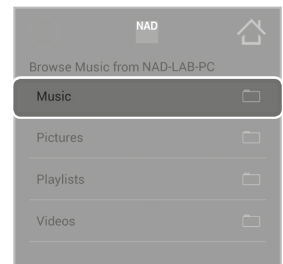 NAD
Browse Music from NAD-LAB-PC
Music
Pictures
Playlists
Videos